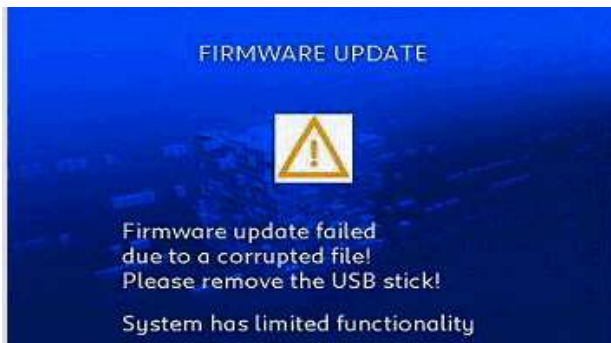 FIRMWARE UPDATE
!
Firmware update failed
due to a corrupted file!
Please remove the USB stick!
System has limited functionality